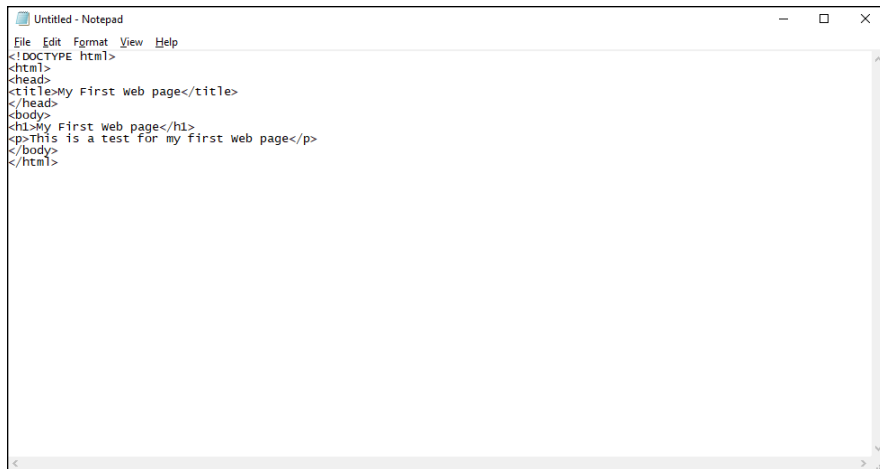 Untitled - Notepad
File Edit Format View Help
<!DOCTYPE html>
<html>
<head>
<title>My First Web page</title>
</head>
<body>
<h1>My First Web page</h1>
<p>This is a test for my first Web page</p>
</body>
</html>